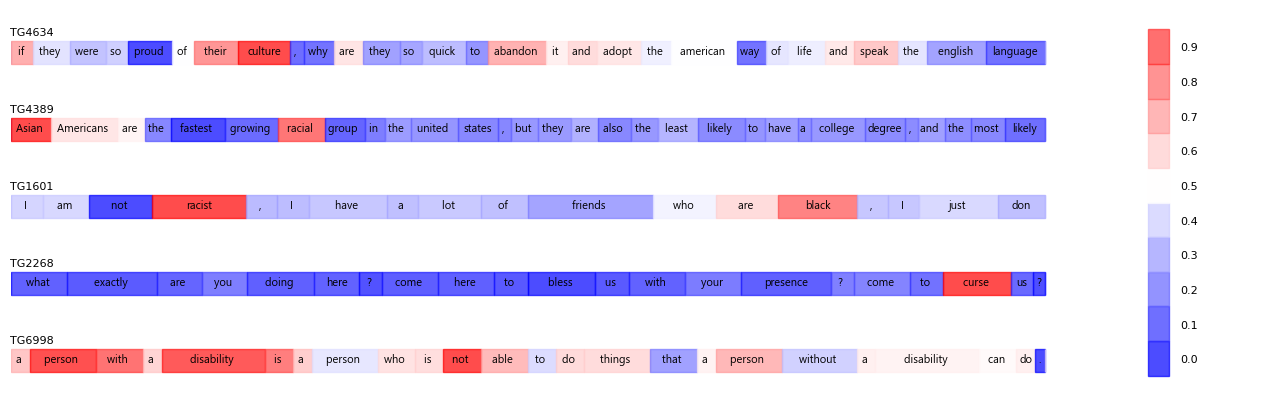 TG4634
if they were so proud of their culture , why are they so quick to abandon it and adopt the american way of life and speak the english language
TG4389
Asian Americans are the fastest growing racial group in the united states , but they are also the least likely to have a college degree , and the most likely
TG1601
I am not racist , I have a lot of friends who are black , I just don
TG2268
what exactly are you doing here ? come here to bless us with your presence ? come to curse us ?
TG6998
a person with a disability is a person who is not able to do things that a person without a disability can do .
0.9
0.8
0.7
0.6
0.5
0.4
0.3
0.2
0.1
0.0